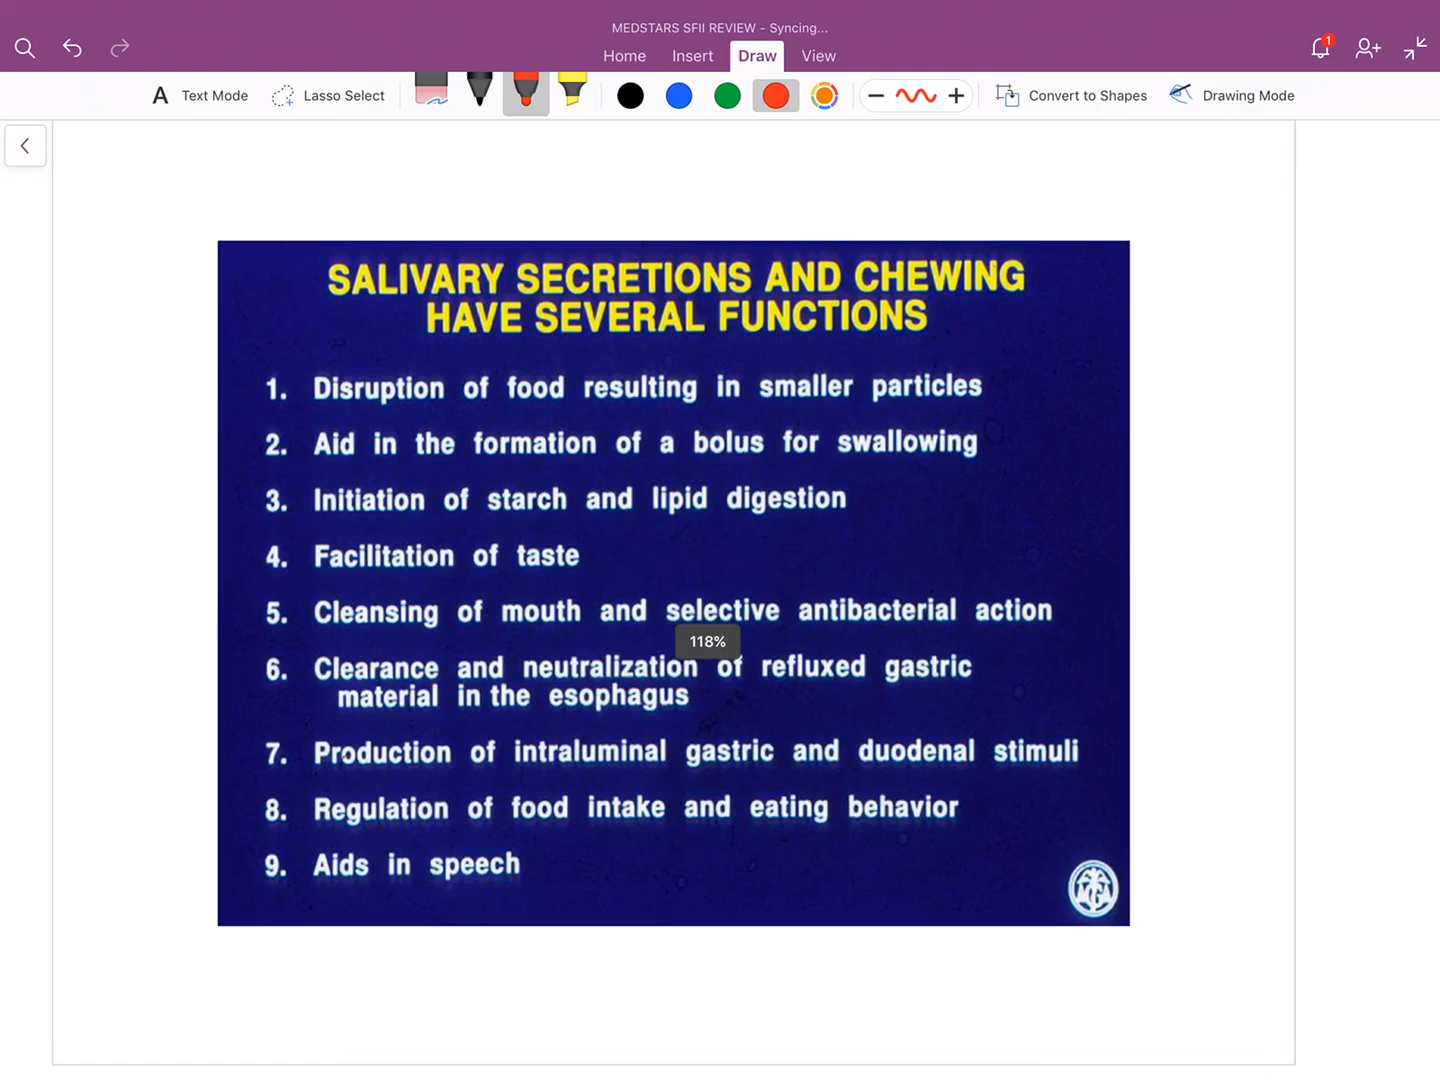 MEDSTARS SFII REVIEW - Syncing...
Home Insert Draw View
1
A Text Mode Lasso Select Convert to Shapes Drawing Mode
SALIVARY SECRETIONS AND CHEWING
HAVE SEVERAL FUNCTIONS
1. Disruption of food resulting in smaller particles
2. Aid in the formation of a bolus for swallowing
3. Initiation of starch and lipid digestion
4. Facilitation of taste
5. Cleansing of mouth and selective antibacterial action
118%
6. Clearance and neutralization of refluxed gastric
material in the esophagus
7. Production of intraluminal gastric and duodenal stimuli
8. Regulation of food intake and eating behavior
9. Aids in speech